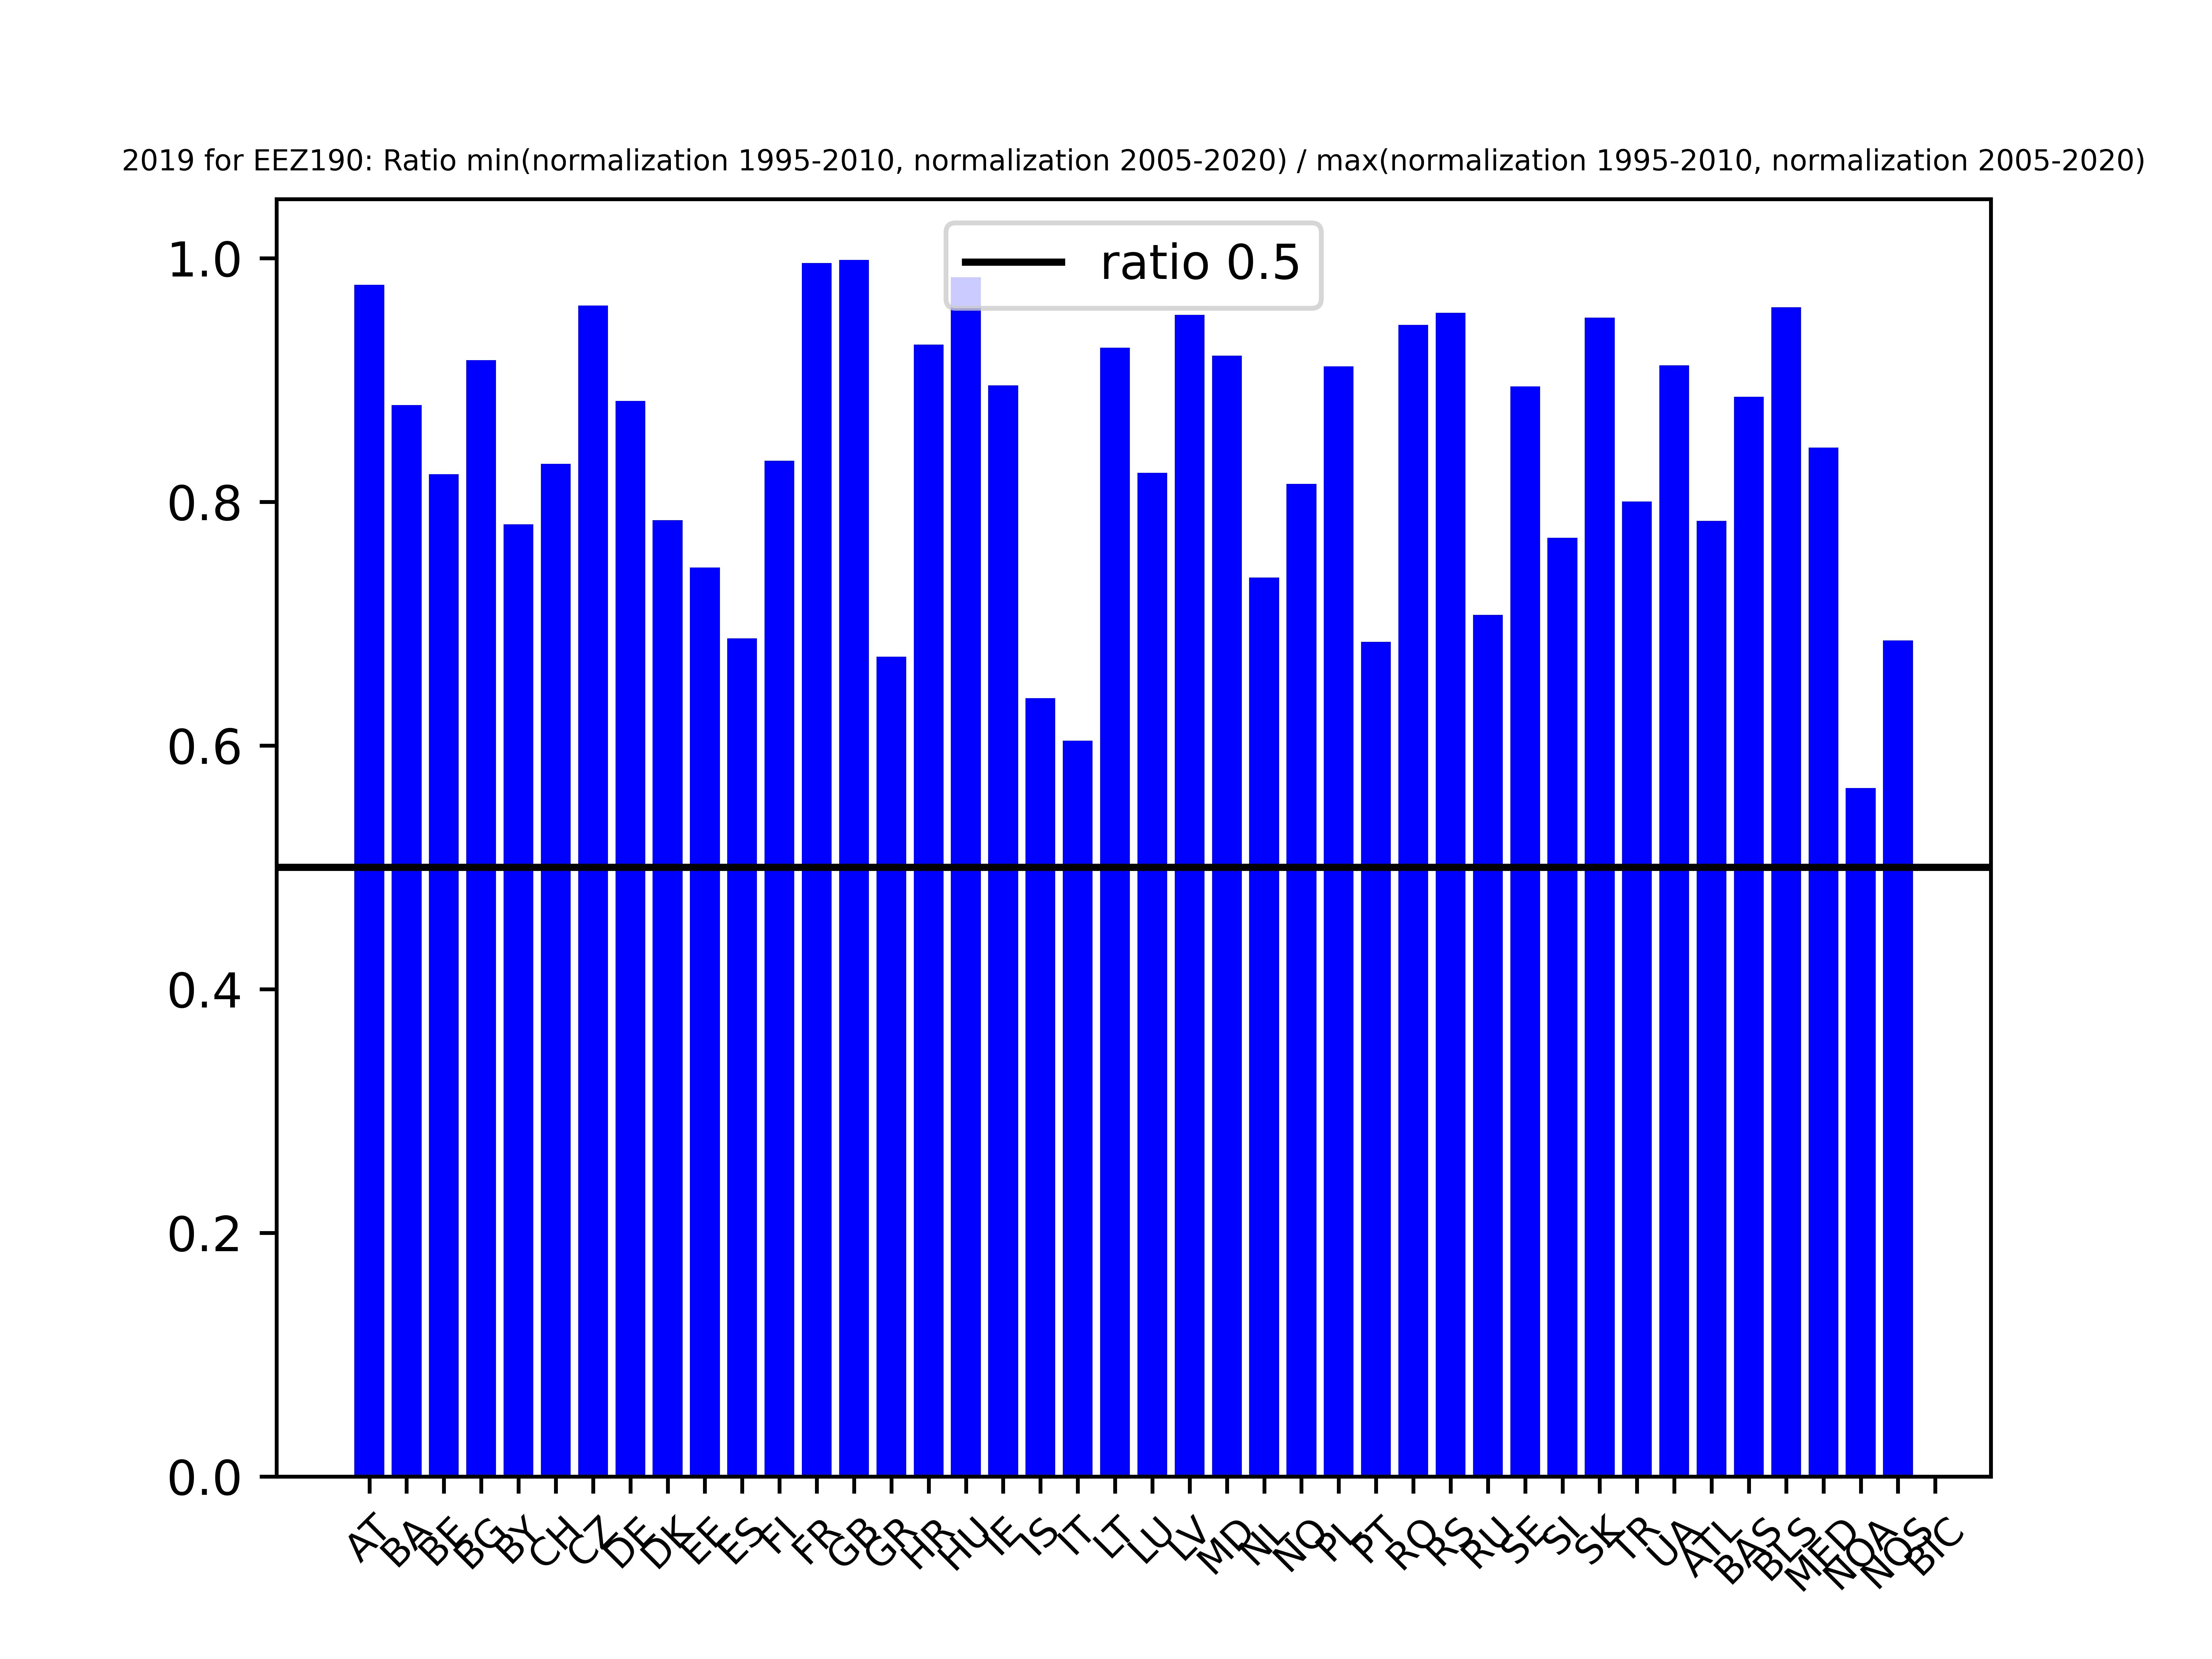 2019 for EEZ190: Ratio min(normalization 1995-2010, normalization 2005-2020) / max(normalization 1995-2010, normalization 2005-2020)
ratio 0.5
1.0
0.8
0.6
0.4
0.2
0.0
AT BA BE BG BY CH CZ DE DK EE ES FI FR GB GR HR HU IE IS IT LT LU LV MD NL NO PL PT RO RS RU SE SI SK TR UA ATL BAS BLS MED NOA NOS BIC